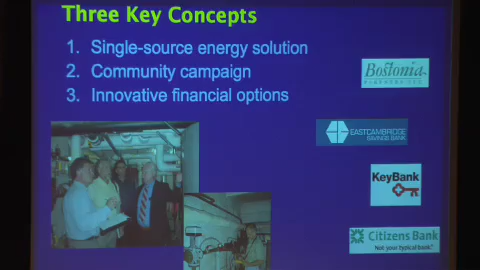 Three Key Concepts
1. Single-source energy solution
2. Community campaign
3. Innovative financial options
Bostonia
EASTCAMBRIDGE
SAVINGS BANK
KeyBank
Citizens Bank
Not your typical bank.